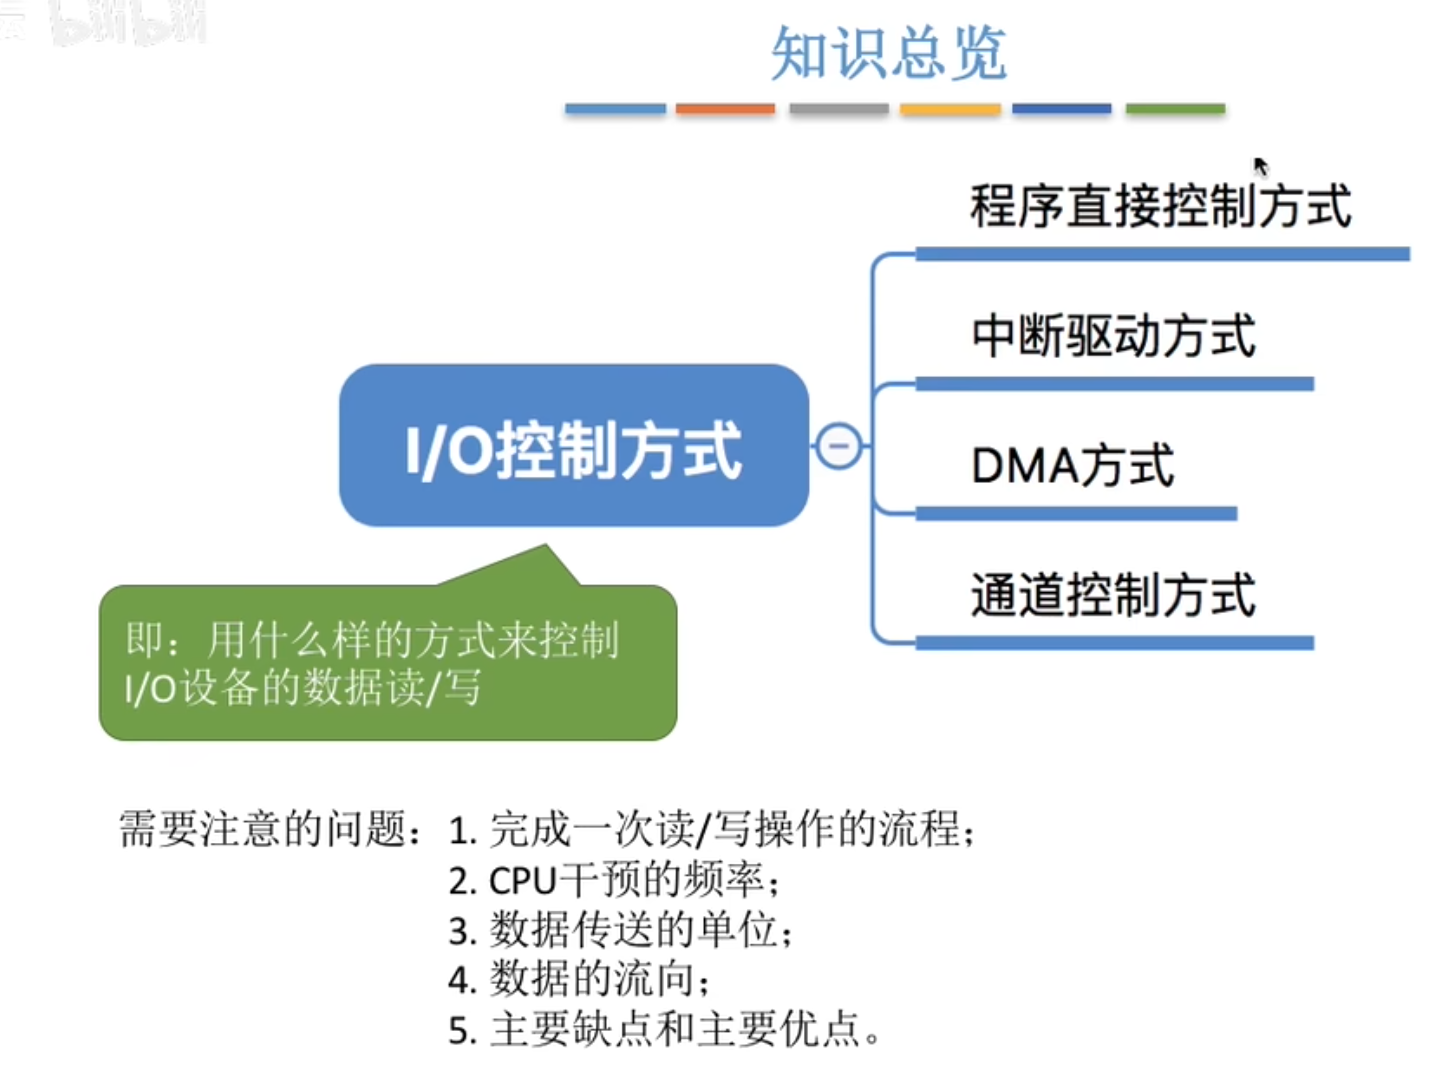 bilibili
知识总览
程序直接控制方式
中断驱动方式
I/O控制方式
DMA方式
通道控制方式
即：用什么样的方式来控制
I/O设备的数据读/写
需要注意的问题：1. 完成一次读/写操作的流程；
2. CPU干预的频率；
3. 数据传送的单位；
4. 数据的流向；
5. 主要缺点和主要优点。